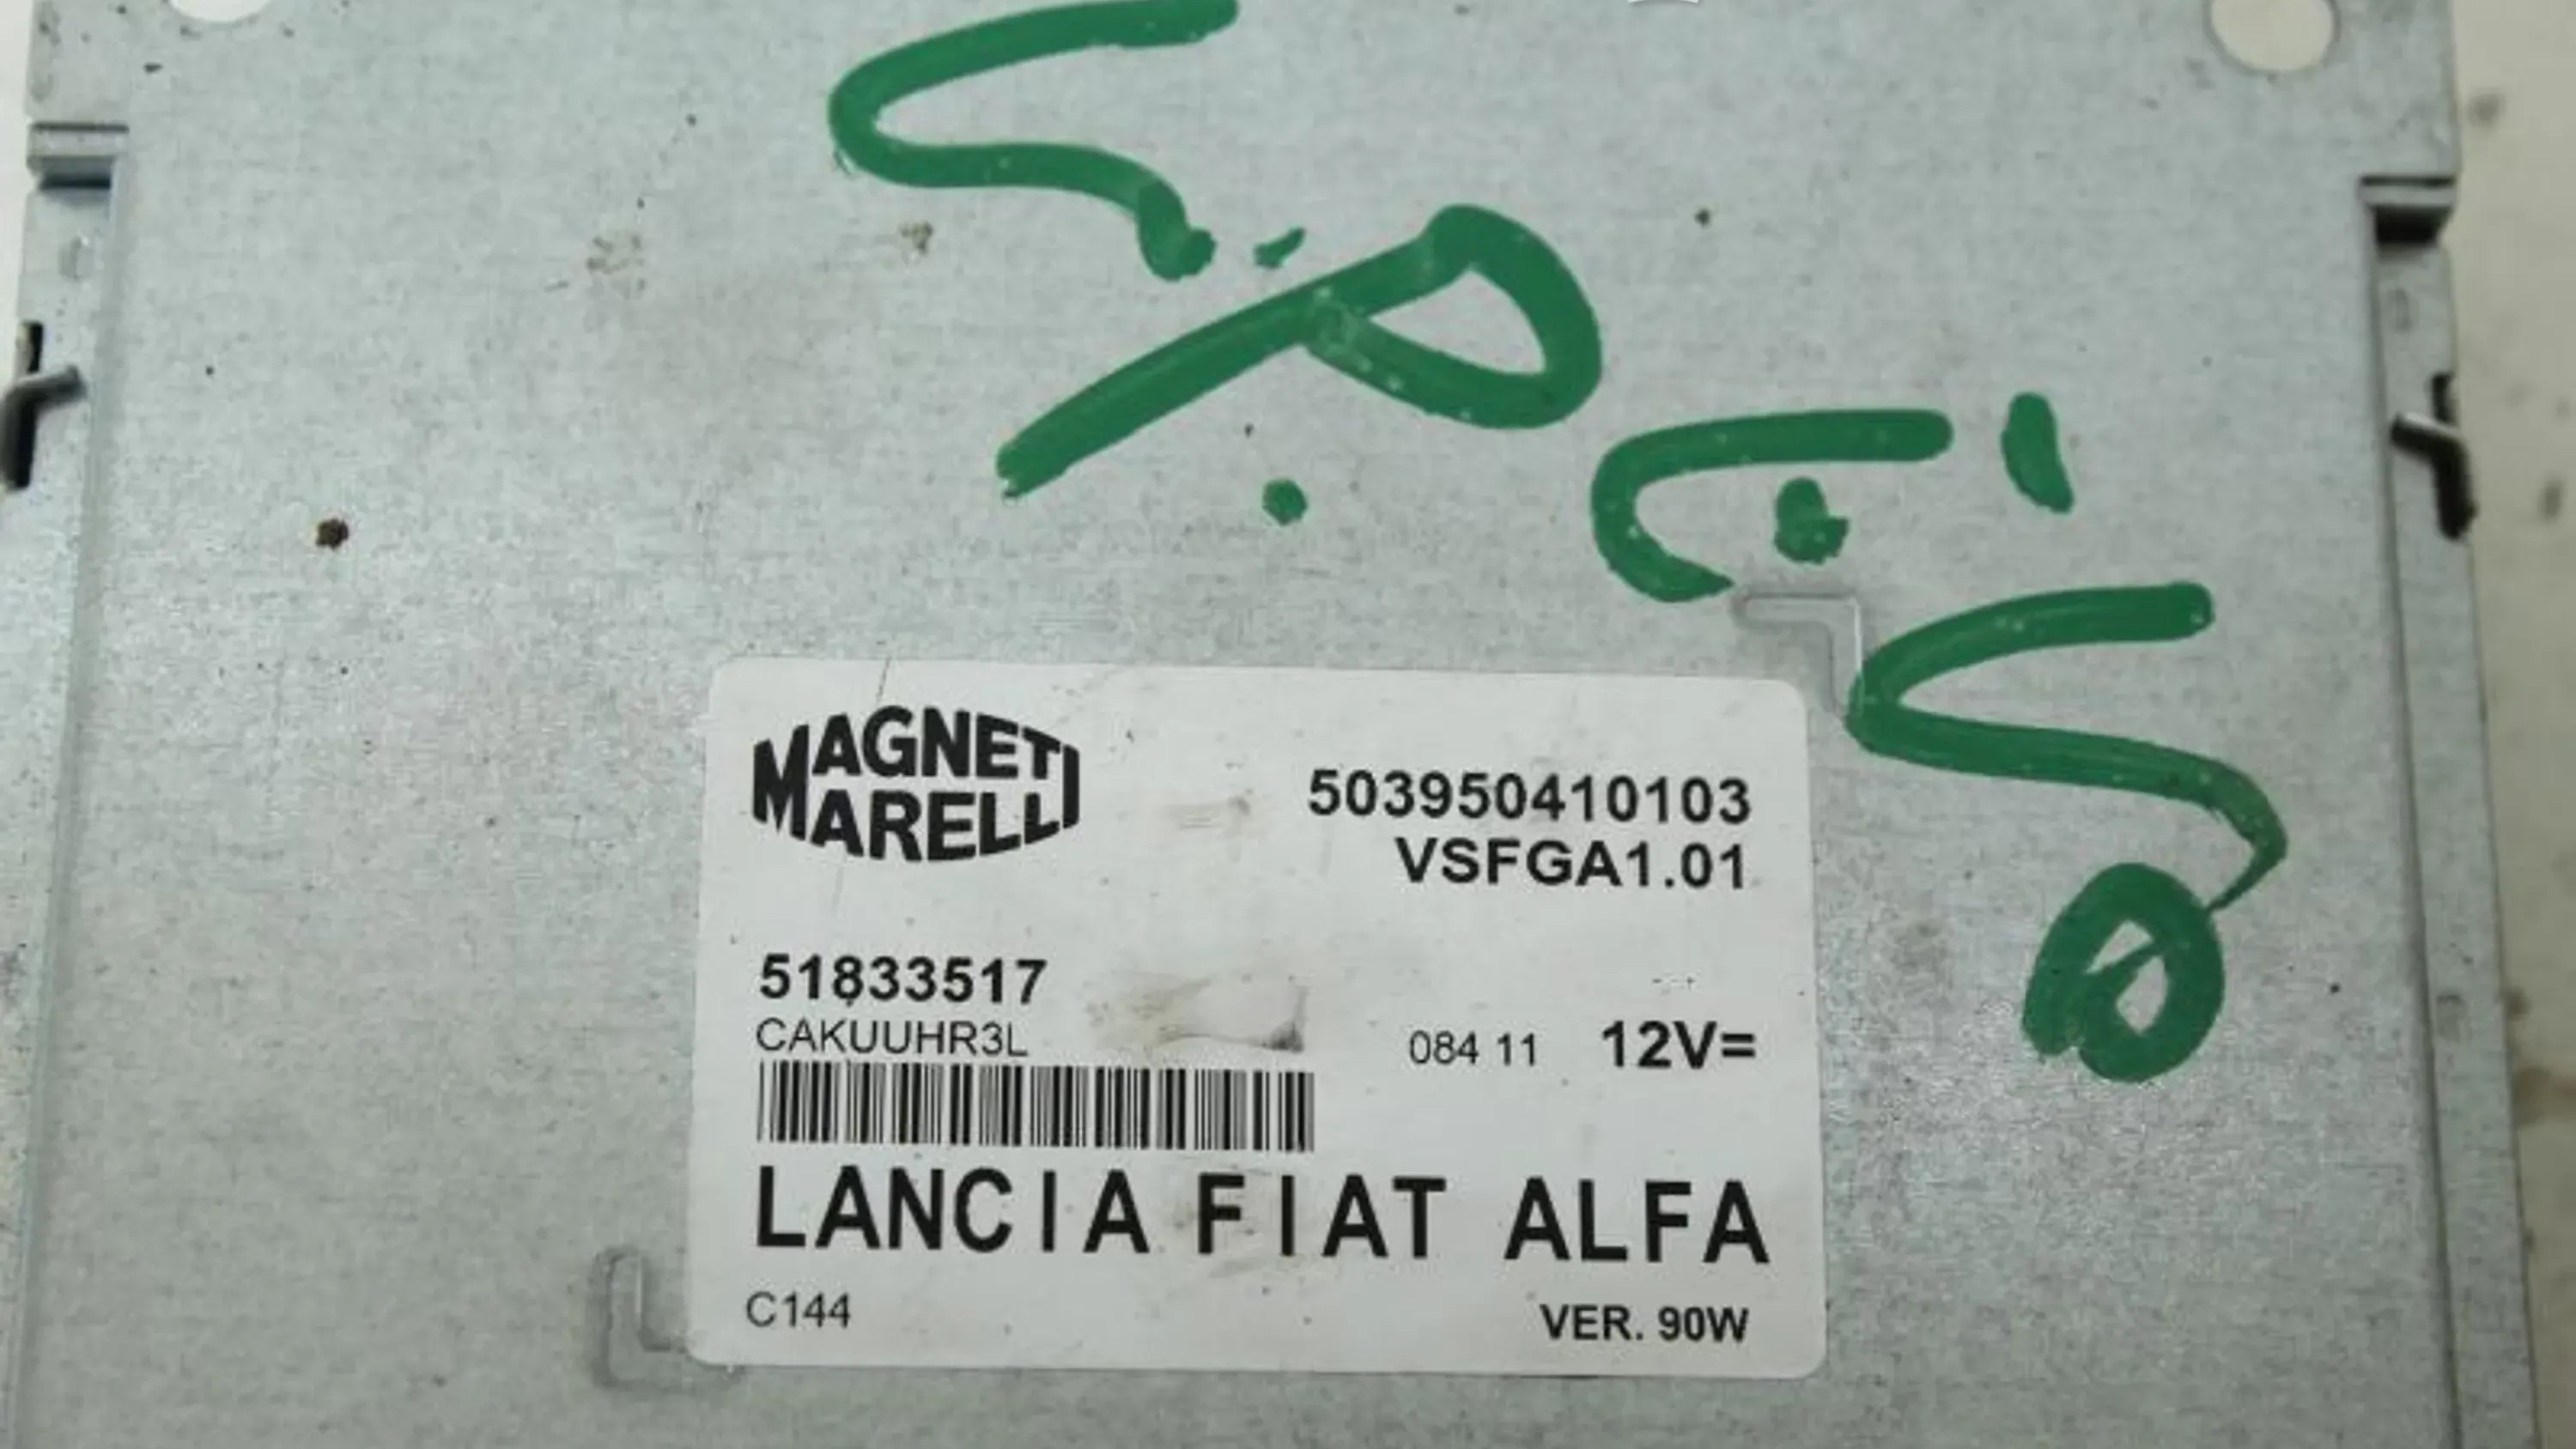 MAGNETI
MARELLI
503950410103
VSFGA1.01
51833517
CAKUUHR3L
084 11 12V=
LANCIA FIAT ALFA
C144
VER. 90W